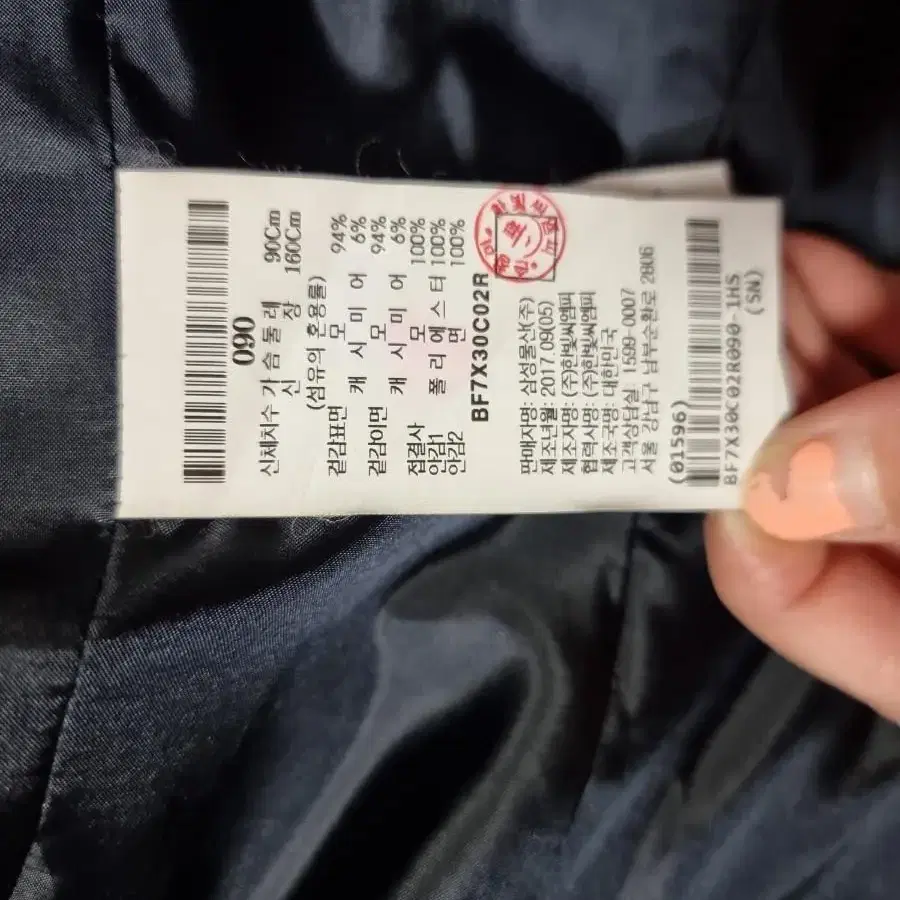 090
신체치수 가슴둘레 90Cm
신 장 160Cm
(섬유의 혼용률)
겉감표면 모 94%
캐시미어 6%
겉감이면 모 94%
캐시미어 6%
접결사 모 100%
안감1 폴리에스터 100%
안감2 면 100%
BF7X30C02R
판매자명: 삼성물산(주)
제조년월: 2017.09(05)
제조자명: (주)한빛씨엠피
협력사명: (주)한빛씨엠피
제조국명: 대한민국
고객상담실: 1599-0007
서울 강남구 남부순환로 2806
(01596)
BF7X30C02R090-1HS
(SN)